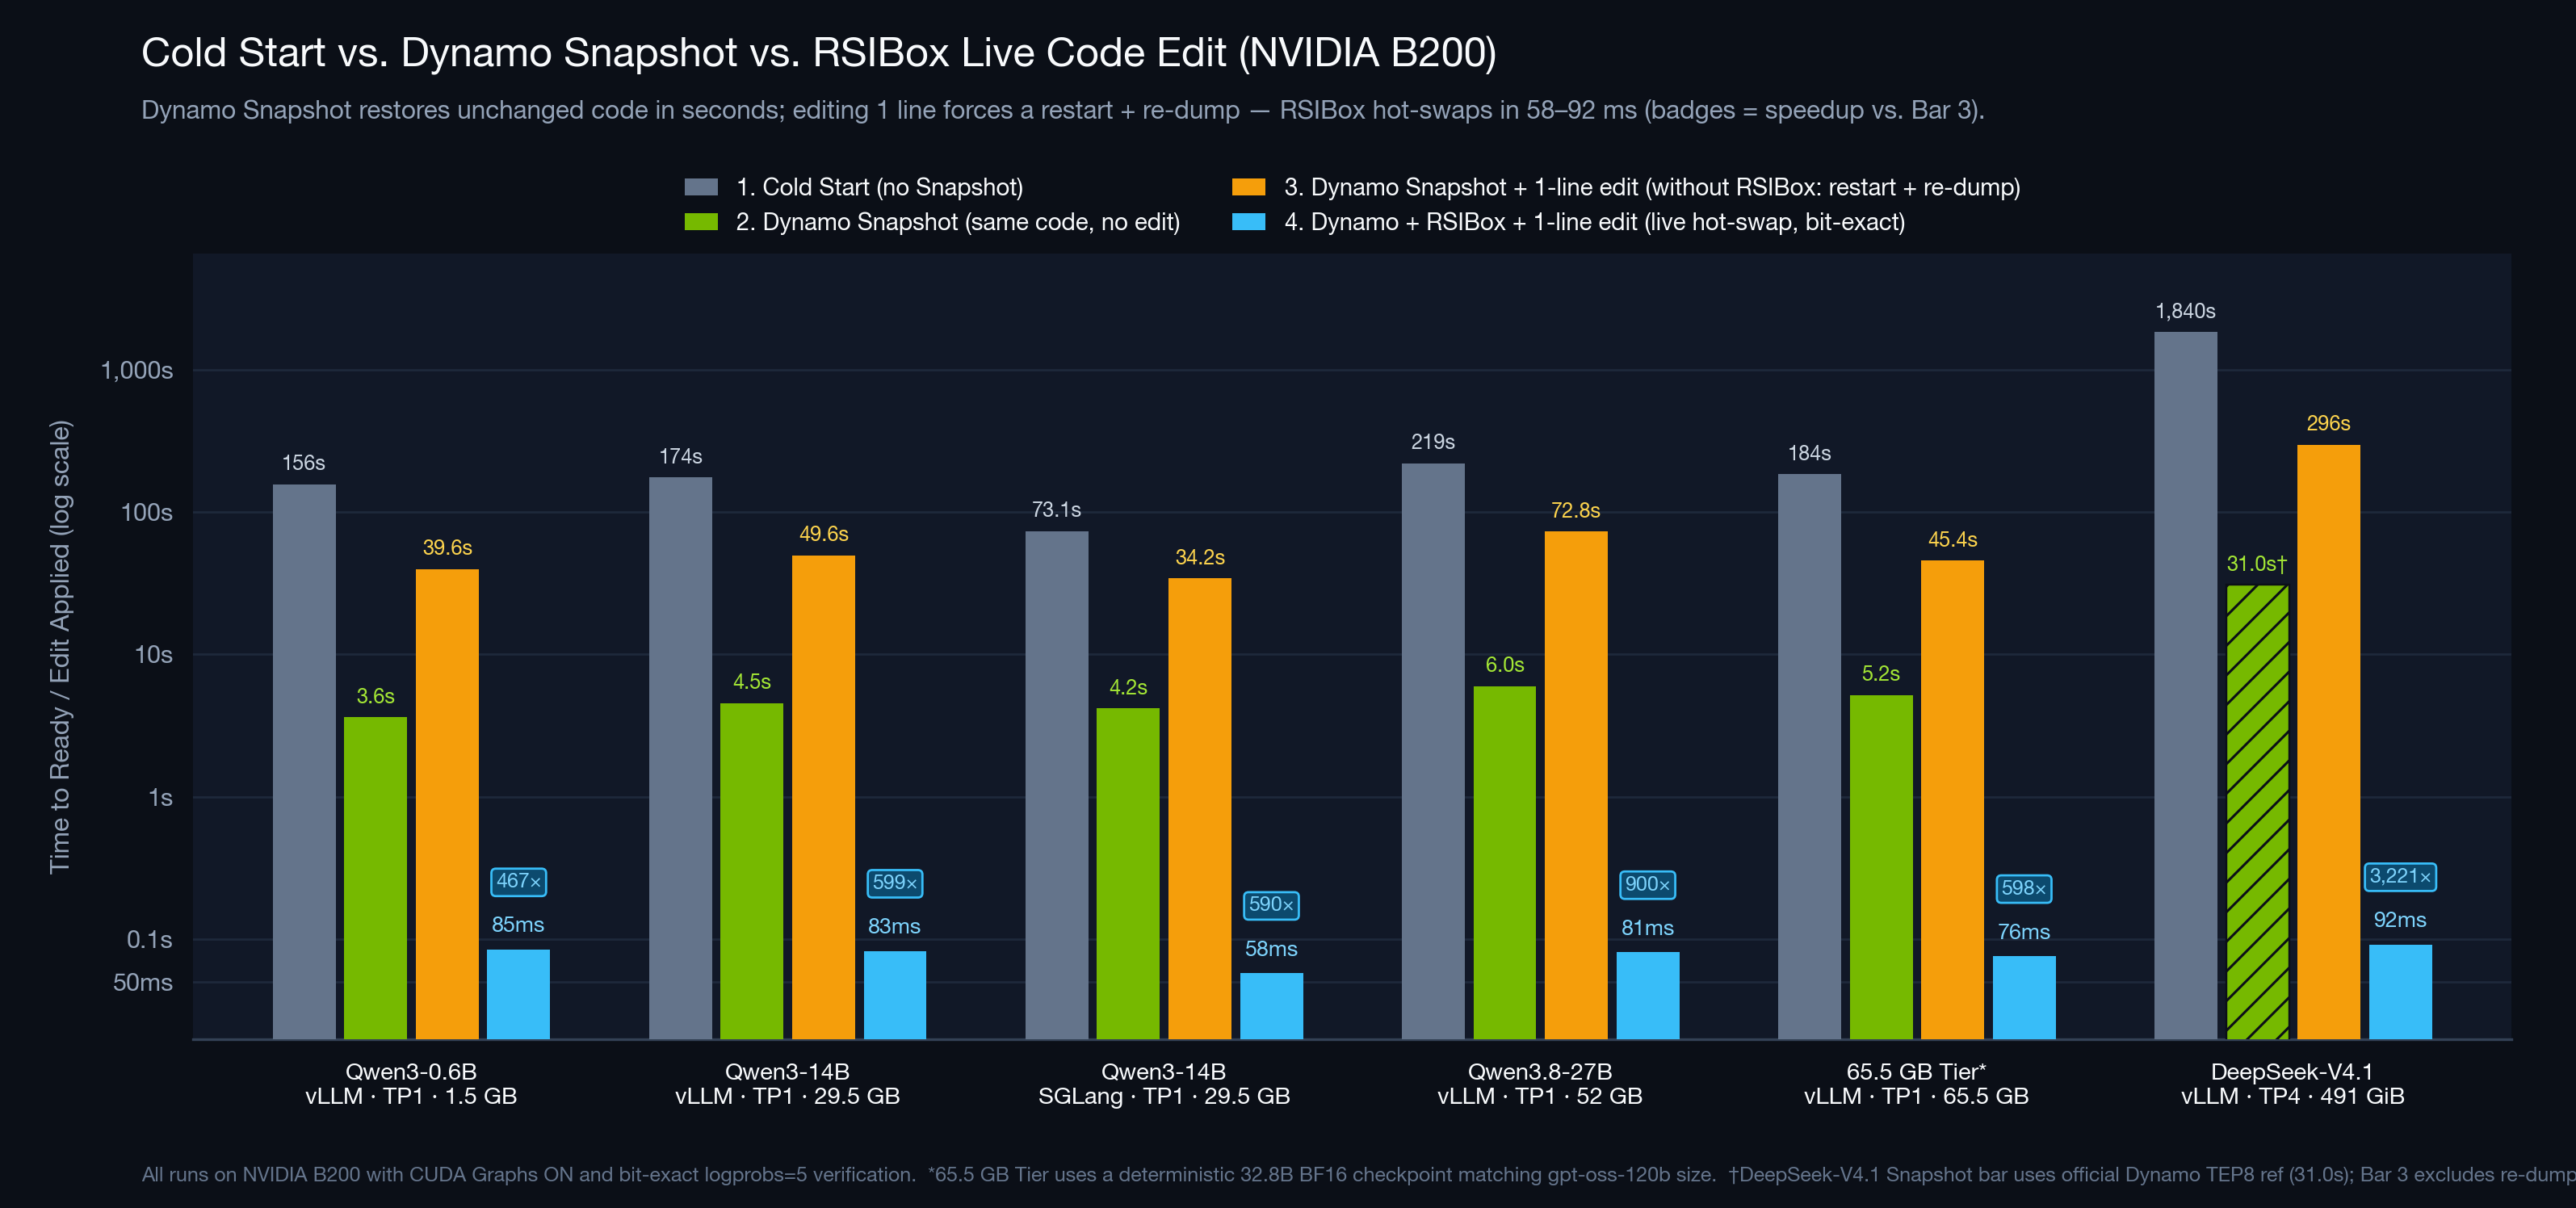 Cold Start vs. Dynamo Snapshot vs. RSIBox Live Code Edit (NVIDIA B200)
Dynamo Snapshot restores unchanged code in seconds; editing 1 line forces a restart + re-dump — RSIBox hot-swaps in 58–92 ms (badges = speedup vs. Bar 3).
1. Cold Start (no Snapshot)
2. Dynamo Snapshot (same code, no edit)
3. Dynamo Snapshot + 1-line edit (without RSIBox: restart + re-dump)
4. Dynamo + RSIBox + 1-line edit (live hot-swap, bit-exact)
Time to Ready / Edit Applied (log scale)
1,000s
100s
10s
1s
0.1s
50ms
156s
3.6s
39.6s
467×
85ms
174s
4.5s
49.6s
599×
83ms
73.1s
4.2s
34.2s
590×
58ms
219s
6.0s
72.8s
900×
81ms
184s
5.2s
45.4s
598×
76ms
1,840s
31.0s†
296s
3,221×
92ms
Qwen3-0.6B
vLLM · TP1 · 1.5 GB
Qwen3-14B
vLLM · TP1 · 29.5 GB
Qwen3-14B
SGLang · TP1 · 29.5 GB
Qwen3.8-27B
vLLM · TP1 · 52 GB
65.5 GB Tier*
vLLM · TP1 · 65.5 GB
DeepSeek-V4.1
vLLM · TP4 · 491 GiB
All runs on NVIDIA B200 with CUDA Graphs ON and bit-exact logprobs=5 verification. *65.5 GB Tier uses a deterministic 32.8B BF16 checkpoint matching gpt-oss-120b size. †DeepSeek-V4.1 Snapshot bar uses official Dynamo TEP8 ref (31.0s); Bar 3 excludes re-dump